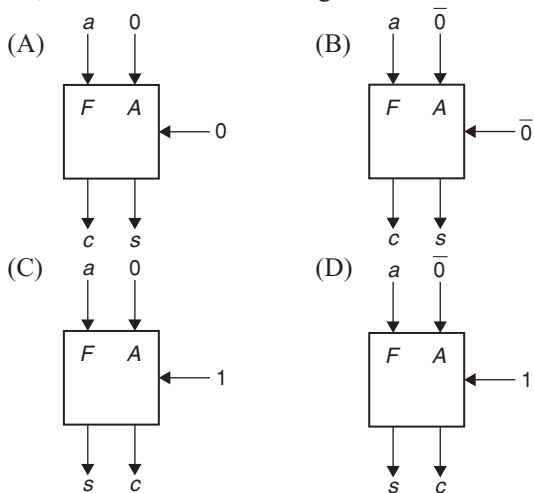 (A) a 0 (B) a 0̅
F A F A
0 0̅
c s c s
(C) a 0 (D) a 0̅
F A F A
1 1
s c s c